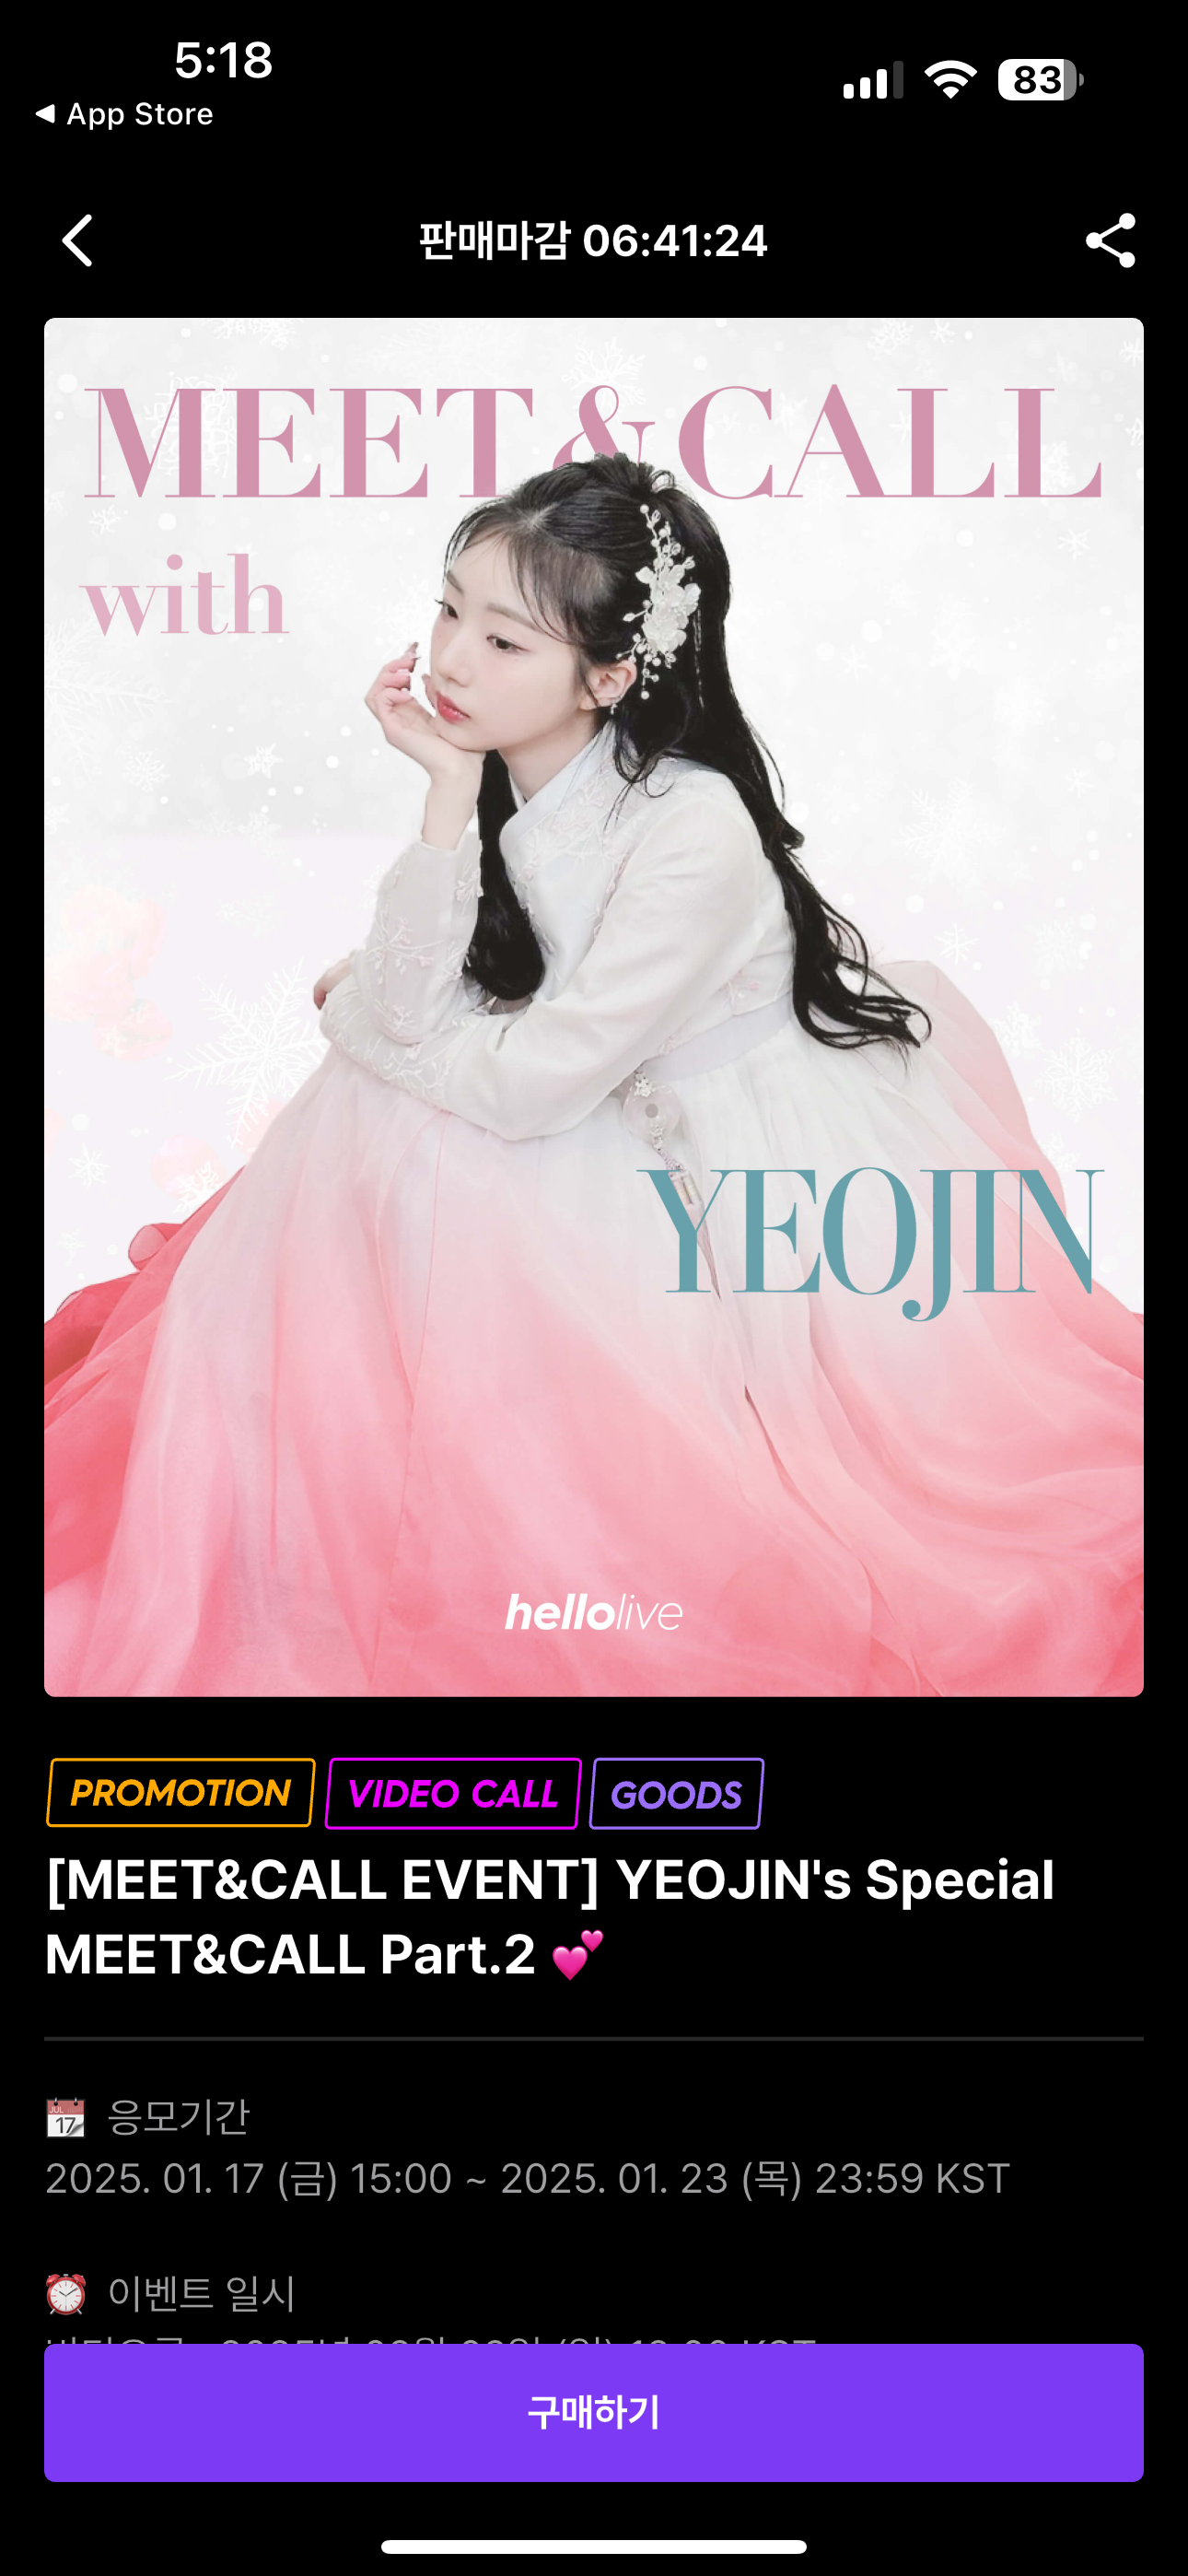 5:18
83
◀ App Store
판매마감 06:41:24
MEET & CALL
with
YEOJIN
hellolive
PROMOTION VIDEO CALL GOODS
[MEET&CALL EVENT] YEOJIN's Special
MEET&CALL Part.2 💕
응모기간
2025. 01. 17 (금) 15:00 ~ 2025. 01. 23 (목) 23:59 KST
이벤트 일시
구매하기